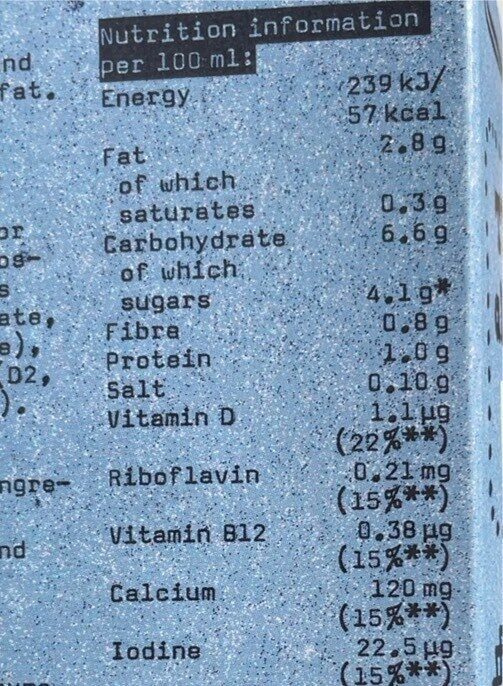 Nutrition information
per 100 ml:
Energy 239 kJ/
57 kcal
Fat 2.8 g
of which
saturates 0.3 g
Carbohydrate 6.6 g
of which
sugars 4.1 g*
Fibre 0.8 g
Protein 1.0 g
Salt 0.10 g
Vitamin D 1.1 µg
(22%**)
Riboflavin 0.21 mg
(15%**)
Vitamin B12 0.38 µg
(15%**)
Calcium 120 mg
(15%**)
Iodine 22.5 µg
(15%**)
nd
fat.
or
os-
s
ate,
e),
D2,
).
ngre-
nd